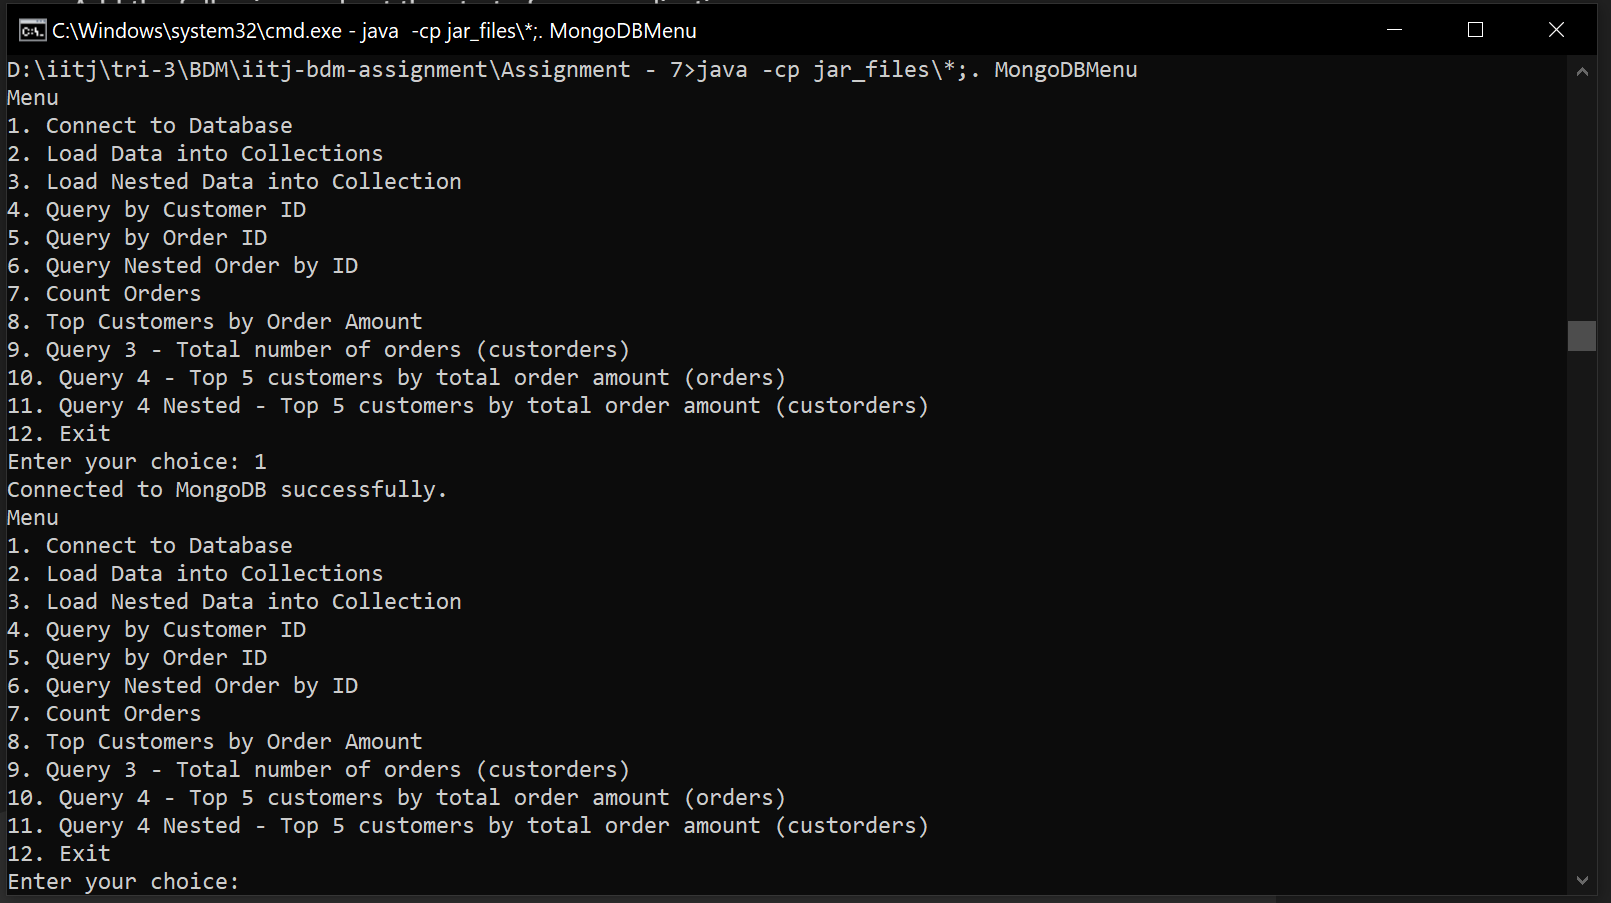 C:\Windows\system32\cmd.exe - java  -cp jar_files\*;. MongoDBMenu
D:\iitj\tri-3\BDM\iitj-bdm-assignment\Assignment - 7>java -cp jar_files\*;. MongoDBMenu
Menu
1. Connect to Database
2. Load Data into Collections
3. Load Nested Data into Collection
4. Query by Customer ID
5. Query by Order ID
6. Query Nested Order by ID
7. Count Orders
8. Top Customers by Order Amount
9. Query 3 - Total number of orders (custorders)
10. Query 4 - Top 5 customers by total order amount (orders)
11. Query 4 Nested - Top 5 customers by total order amount (custorders)
12. Exit
Enter your choice: 1
Connected to MongoDB successfully.
Menu
1. Connect to Database
2. Load Data into Collections
3. Load Nested Data into Collection
4. Query by Customer ID
5. Query by Order ID
6. Query Nested Order by ID
7. Count Orders
8. Top Customers by Order Amount
9. Query 3 - Total number of orders (custorders)
10. Query 4 - Top 5 customers by total order amount (orders)
11. Query 4 Nested - Top 5 customers by total order amount (custorders)
12. Exit
Enter your choice: